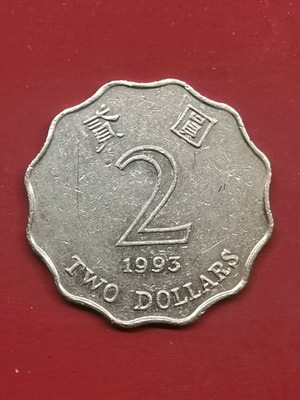 貳 圓
2
1993
TWO DOLLARS